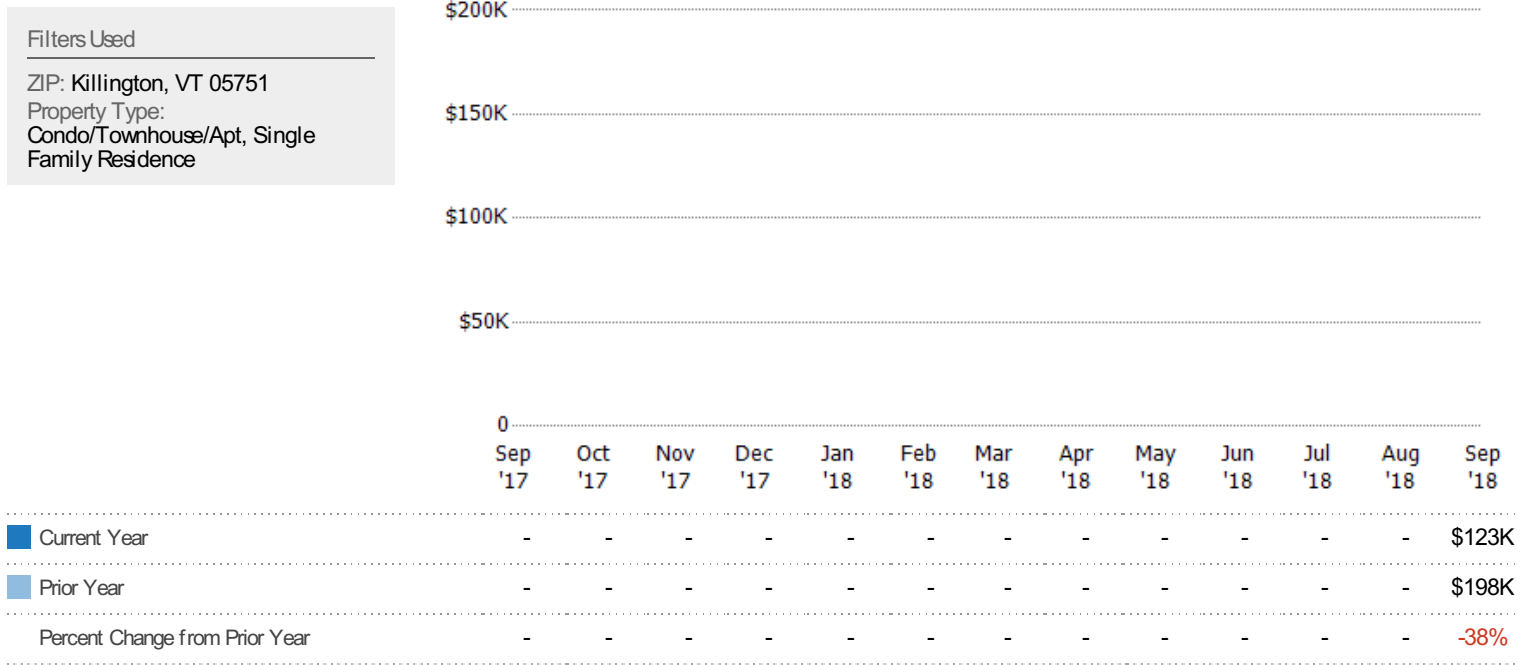 Filters Used
ZIP: Killington, VT 05751
Property Type:
Condo/Townhouse/Apt, Single
Family Residence
$200K
$150K
$100K
$50K
0
Sep Oct Nov Dec Jan Feb Mar Apr May Jun Jul Aug Sep
'17 '17 '17 '17 '18 '18 '18 '18 '18 '18 '18 '18 '18
Current Year - - - - - - - - - - - - $123K
Prior Year - - - - - - - - - - - - $198K
Percent Change from Prior Year - - - - - - - - - - - - -38%